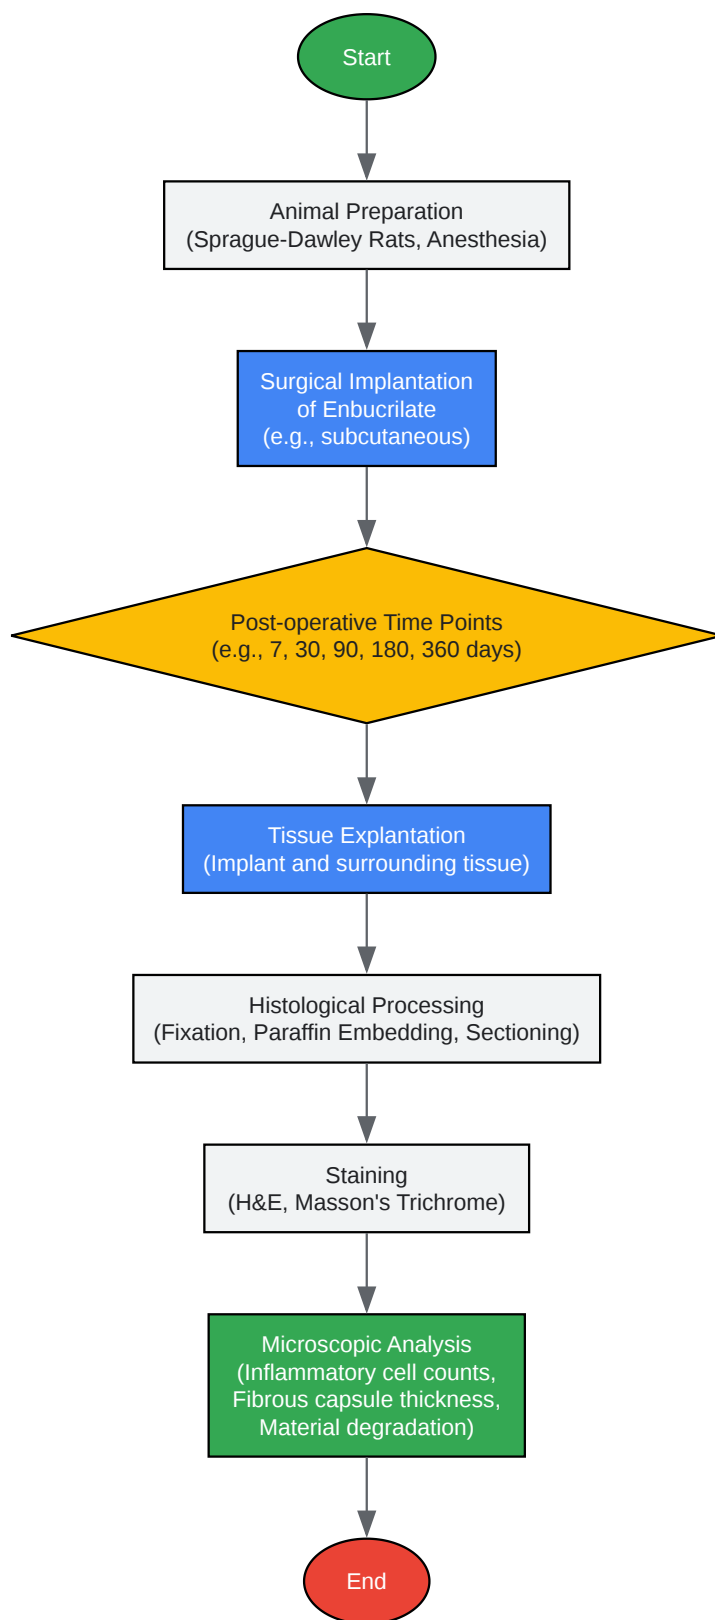 Start
Animal Preparation
(Sprague-Dawley Rats, Anesthesia)
Surgical Implantation
of Enbucrilate
(e.g., subcutaneous)
Post-operative Time Points
(e.g., 7, 30, 90, 180, 360 days)
Tissue Explantation
(Implant and surrounding tissue)
Histological Processing
(Fixation, Paraffin Embedding, Sectioning)
Staining
(H&E, Masson's Trichrome)
Microscopic Analysis
(Inflammatory cell counts,
Fibrous capsule thickness,
Material degradation)
End